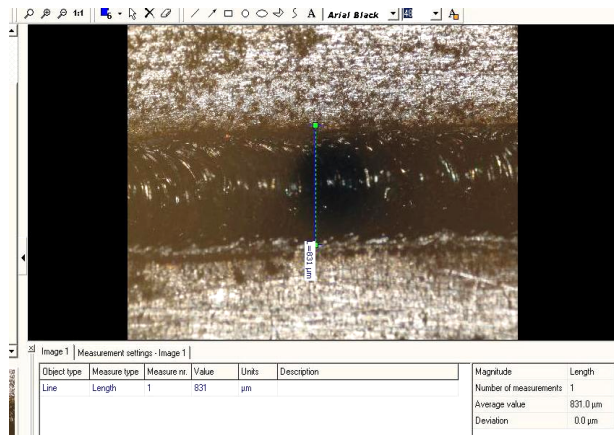 1:1 6 A Arial Black 40 A
=831 µm
Image 1 Measurement settings - Image 1
Object type Measure type Measure nr. Value Units Description
Line Length 1 831 µm
Magnitude Length
Number of measurements 1
Average value 831.0 µm
Deviation 0.0 µm